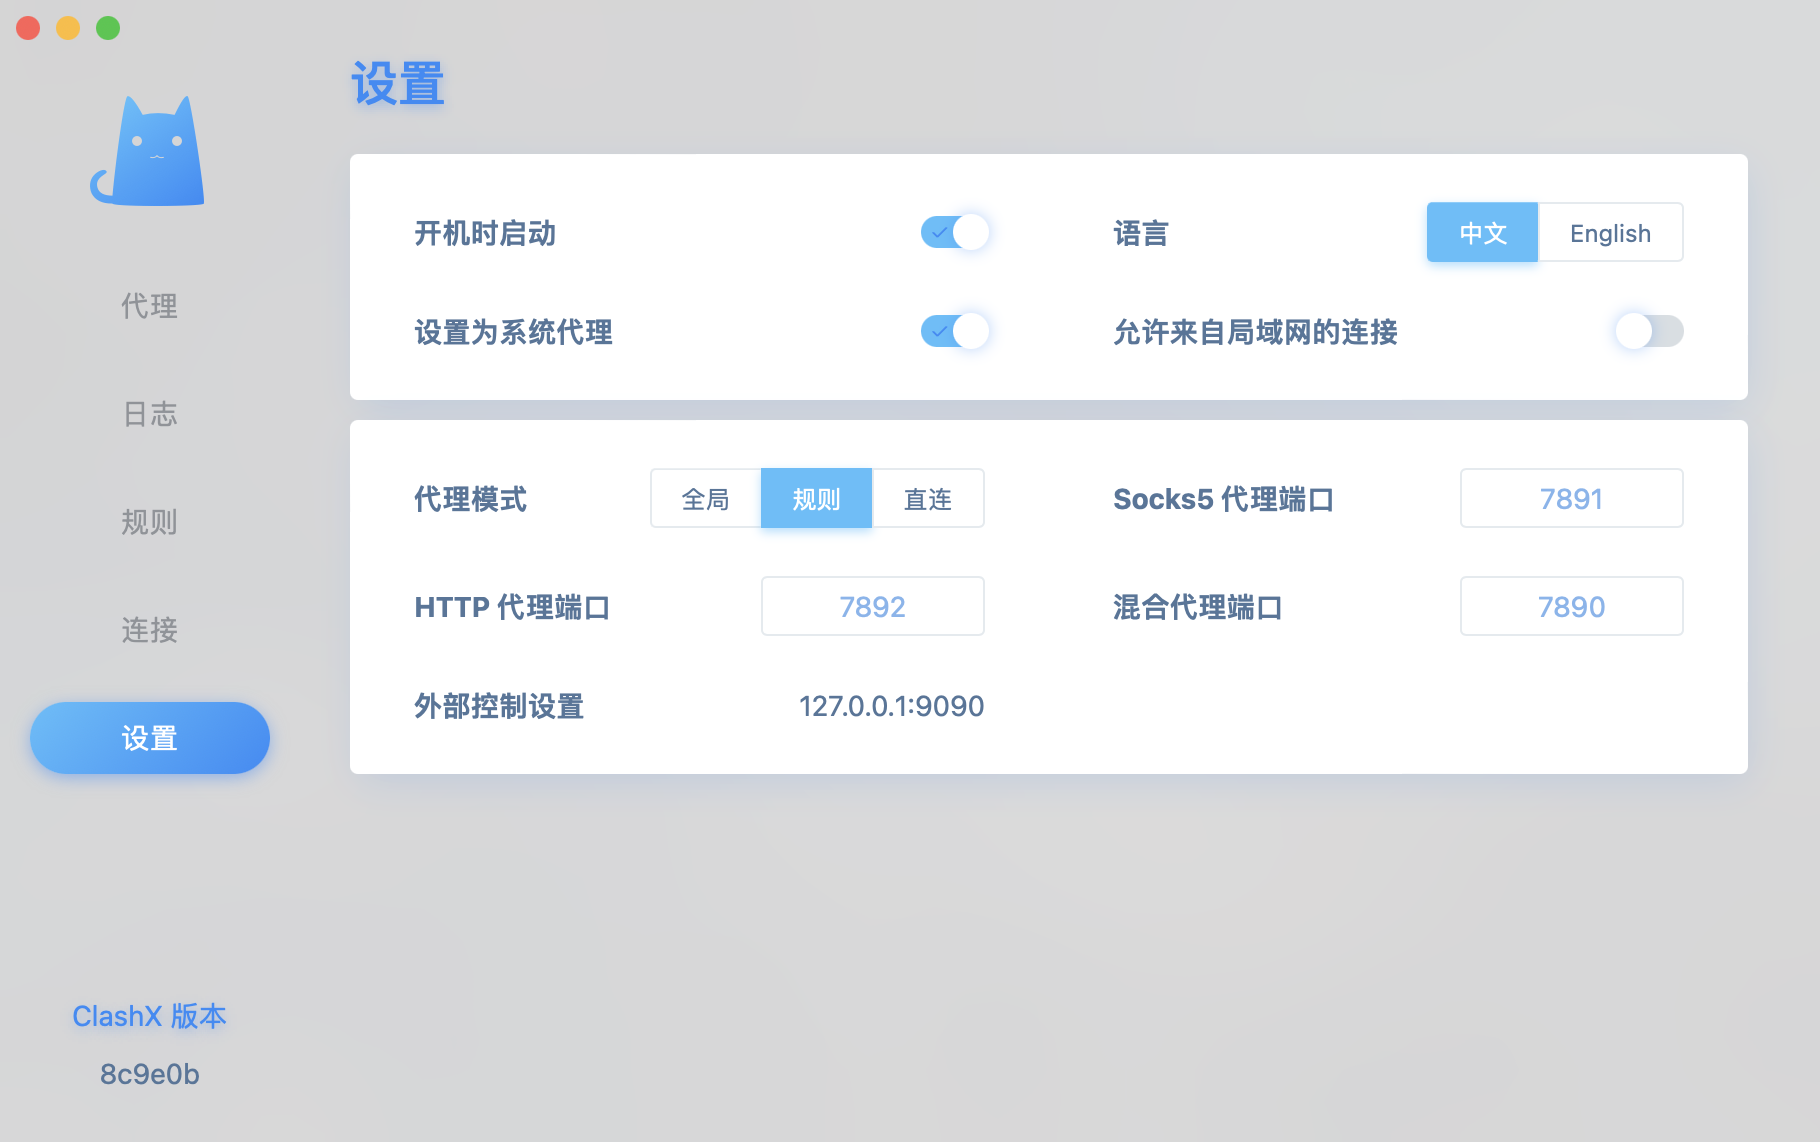 设置
代理
日志
规则
连接
设置
ClashX 版本
8c9e0b
开机时启动
语言 中文 English
设置为系统代理
允许来自局域网的连接
代理模式 全局 规则 直连
Socks5 代理端口 7891
HTTP 代理端口 7892
混合代理端口 7890
外部控制设置 127.0.0.1:9090